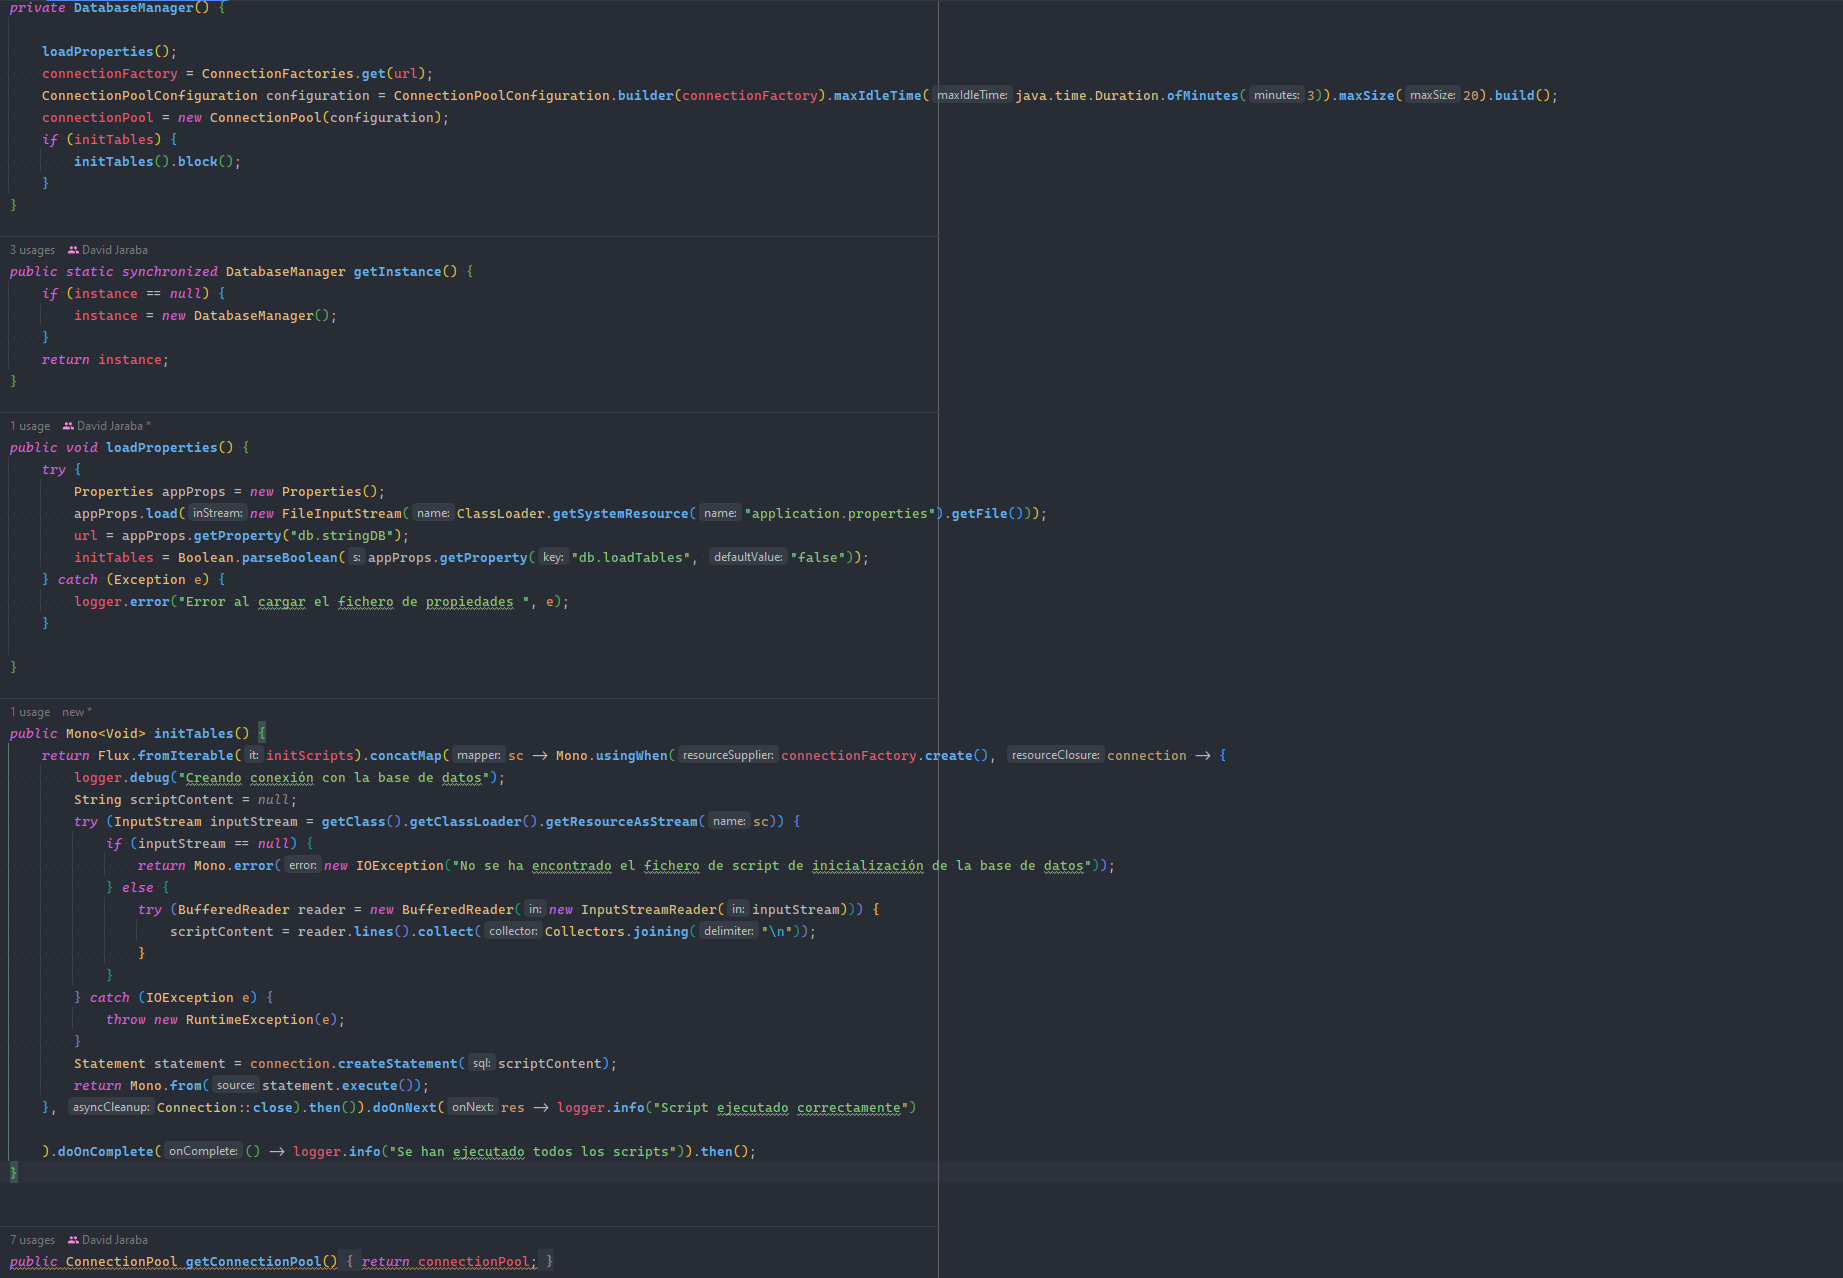 private DatabaseManager() {
loadProperties();
connectionFactory = ConnectionFactories.get(url);
ConnectionPoolConfiguration configuration = ConnectionPoolConfiguration.builder(connectionFactory).maxIdleTime( maxIdleTime: java.time.Duration.ofMinutes( minutes: 3)).maxSize( maxSize: 20).build();
connectionPool = new ConnectionPool(configuration);
if (initTables) {
initTables().block();
}
}
3 usages David Jaraba
public static synchronized DatabaseManager getInstance() {
if (instance == null) {
instance = new DatabaseManager();
}
return instance;
}
1 usage David Jaraba *
public void loadProperties() {
try {
Properties appProps = new Properties();
appProps.load( inStream: new FileInputStream( name: ClassLoader.getSystemResource( name: "application.properties").getFile()));
url = appProps.getProperty("db.stringDB");
initTables = Boolean.parseBoolean( s: appProps.getProperty( key: "db.loadTables", defaultValue: "false"));
} catch (Exception e) {
logger.error("Error al cargar el fichero de propiedades ", e);
}
}
1 usage new *
public Mono<Void> initTables() {
return Flux.fromIterable( it: initScripts).concatMap( mapper: sc -> Mono.usingWhen( resourceSupplier: connectionFactory.create(), resourceClosure: connection -> {
logger.debug("Creando conexión con la base de datos");
String scriptContent = null;
try (InputStream inputStream = getClass().getClassLoader().getResourceAsStream( name: sc)) {
if (inputStream == null) {
return Mono.error( error: new IOException("No se ha encontrado el fichero de script de inicialización de la base de datos"));
} else {
try (BufferedReader reader = new BufferedReader( in: new InputStreamReader( in: inputStream))) {
scriptContent = reader.lines().collect( collector: Collectors.joining( delimiter: "\n"));
}
}
} catch (IOException e) {
throw new RuntimeException(e);
}
Statement statement = connection.createStatement( sql: scriptContent);
return Mono.from( source: statement.execute());
}, asyncCleanup: Connection::close).then()).doOnNext( onNext: res -> logger.info("Script ejecutado correctamente")
).doOnComplete( onComplete: () -> logger.info("Se han ejecutado todos los scripts")).then();
}
7 usages David Jaraba
public ConnectionPool getConnectionPool() { return connectionPool; }